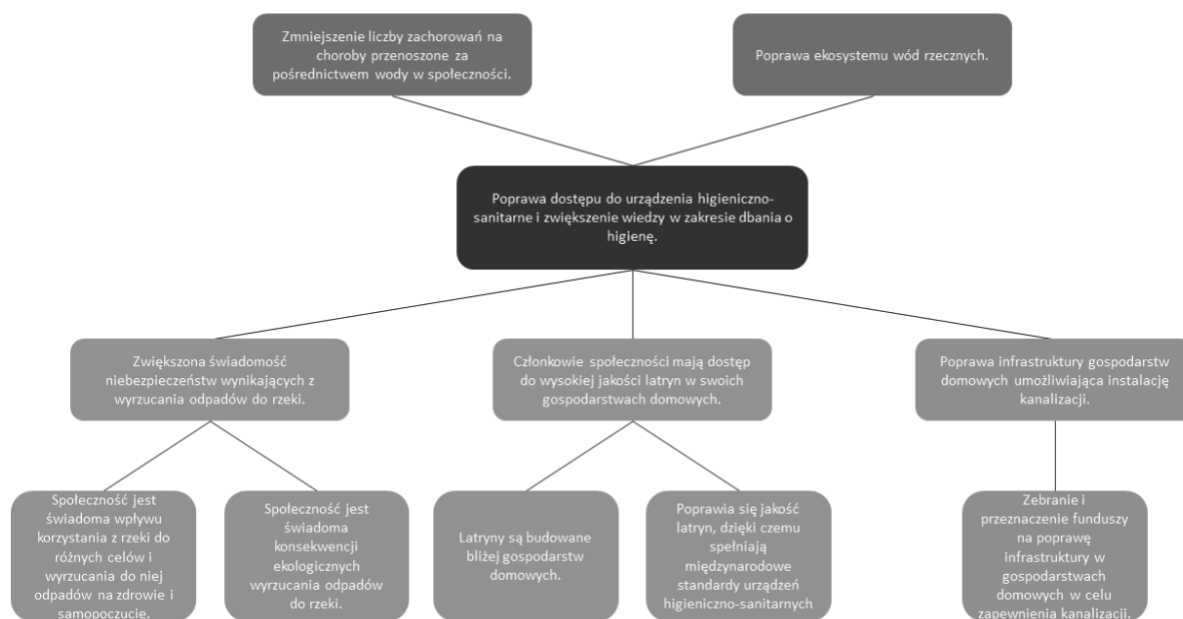 Zmniejszenie liczby zachorowań na
choroby przenoszone za
pośrednictwem wody w społeczności.
Poprawa ekosystemu wód rzecznych.
Poprawa dostępu do urządzenia higieniczno-
sanitarne i zwiększenie wiedzy w zakresie dbania o
higienę.
Zwiększona świadomość
niebezpieczeństw wynikających z
wyrzucania odpadów do rzeki.
Członkowie społeczności mają dostęp
do wysokiej jakości latryn w swoich
gospodarstwach domowych.
Poprawa infrastruktury gospodarstw
domowych umożliwiająca instalację
kanalizacji.
Społeczność jest
świadoma wpływu
korzystania z rzeki do
różnych celów i
wyrzucania do niej
odpadów na zdrowie i
samopoczucie.
Społeczność jest
świadoma
konsekwencji
ekologicznych
wyrzucania odpadów
do rzeki.
Latryny są budowane
bliżej gospodarstw
domowych.
Poprawia się jakość
latryn, dzięki czemu
spełniają
międzynarodowe
standardy urządzeń
higieniczno-sanitarnych
Zebranie i
przeznaczenie funduszy
na poprawę
infrastruktury w
gospodarstwach
domowych w celu
zapewnienia kanalizacji.